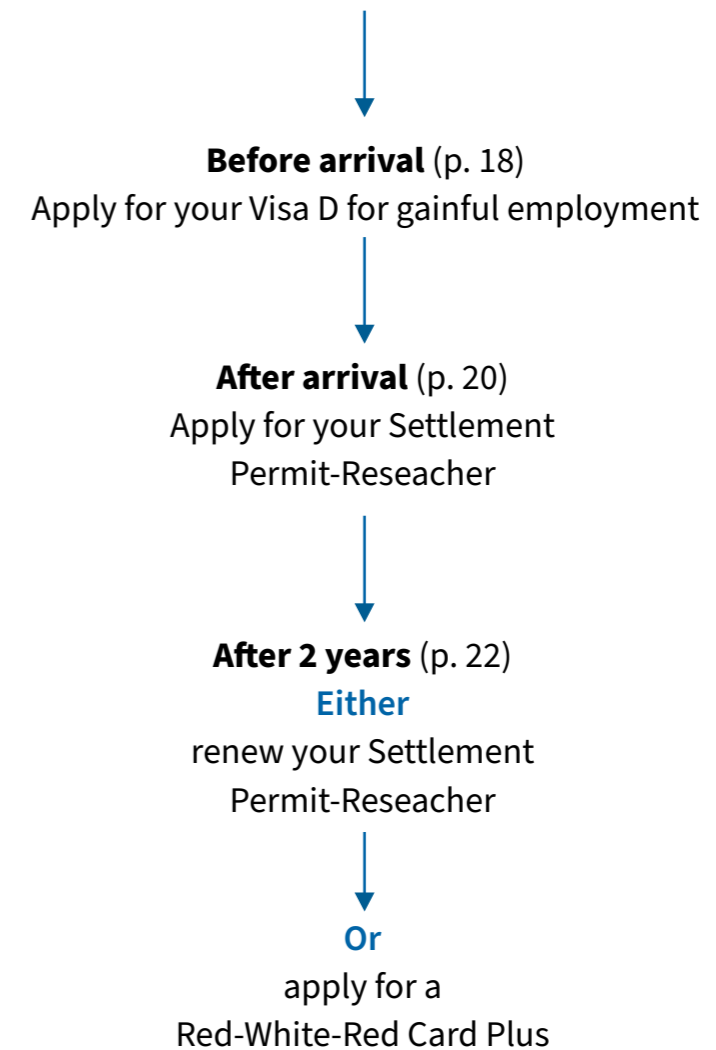 Before arrival (p. 18)
Apply for your Visa D for gainful employment
After arrival (p. 20)
Apply for your Settlement
Permit-Reseacher
After 2 years (p. 22)
Either
renew your Settlement
Permit-Reseacher
Or
apply for a
Red-White-Red Card Plus